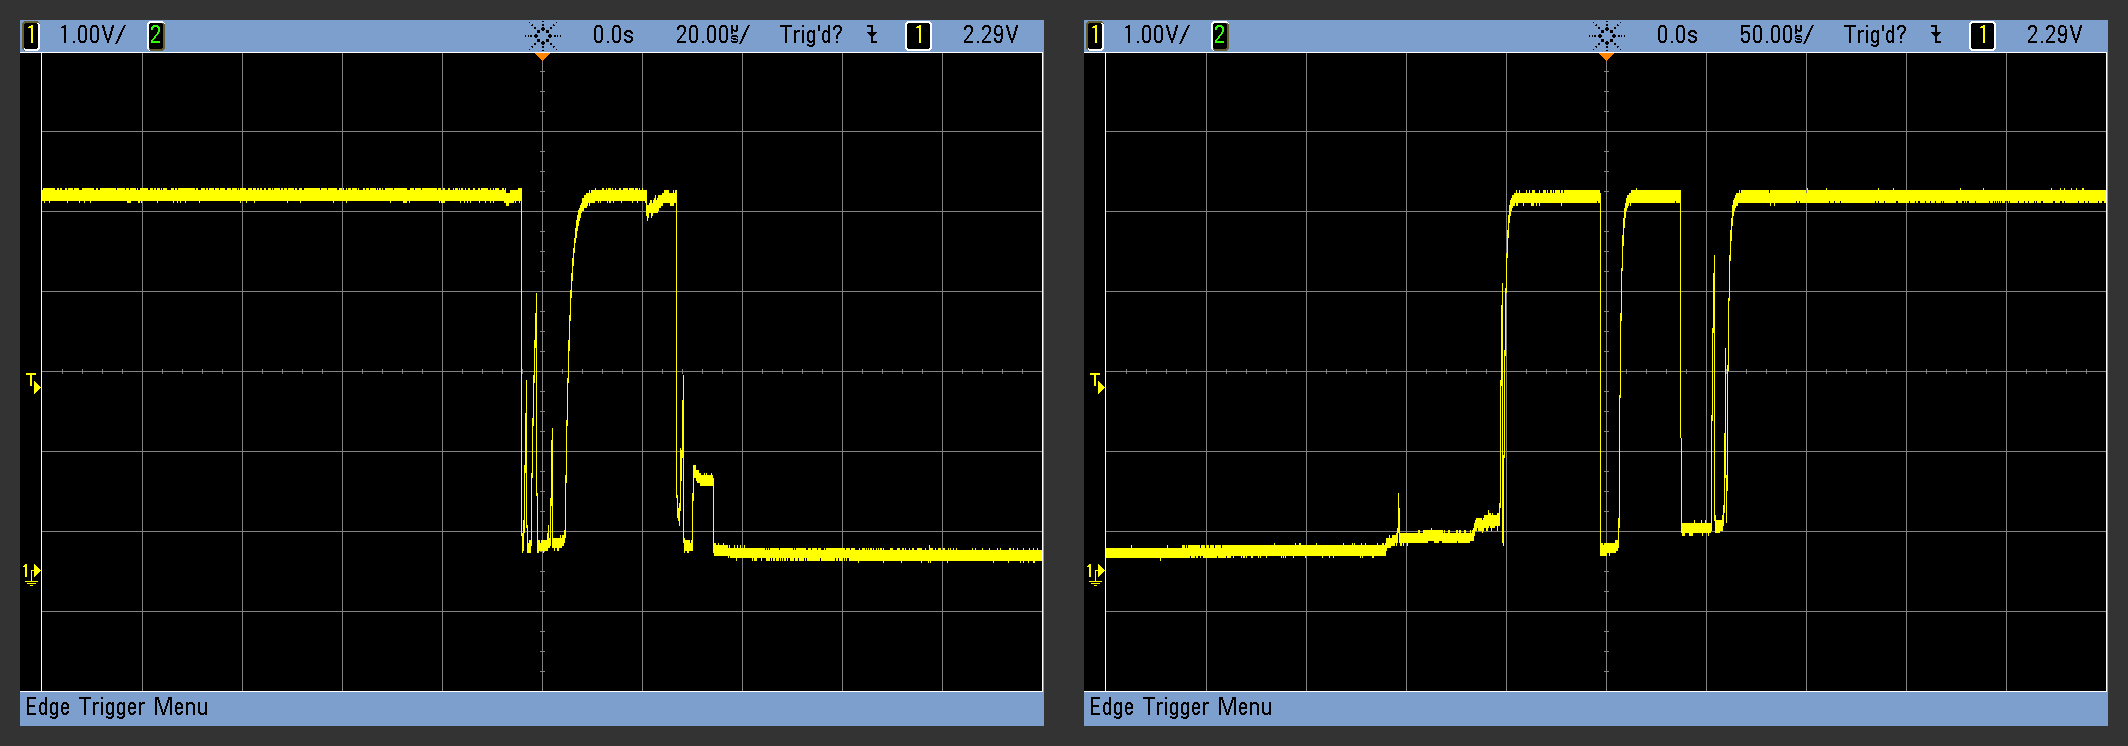 1 1.00V/ 2 0.0s 20.00µs/ Trig'd? 1 2.29V
T
1
Edge Trigger Menu
1 1.00V/ 2 0.0s 50.00µs/ Trig'd? 1 2.29V
T
1
Edge Trigger Menu